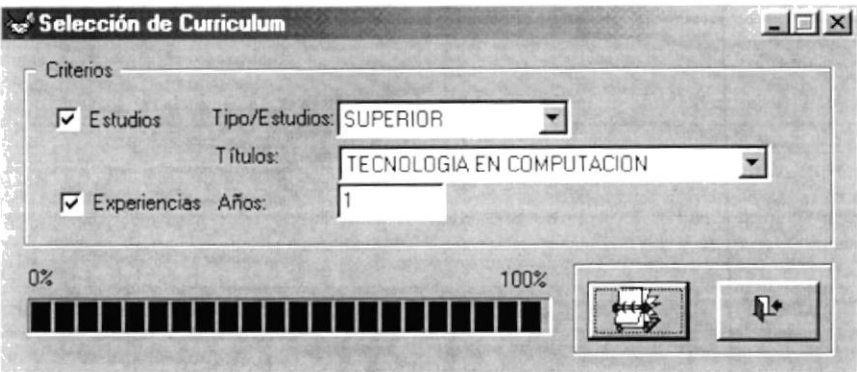 Selección de Curriculum
Criterios
Estudios Tipo/Estudios: SUPERIOR
Títulos: TECNOLOGIA EN COMPUTACION
Experiencias Años: 1
0% 100%